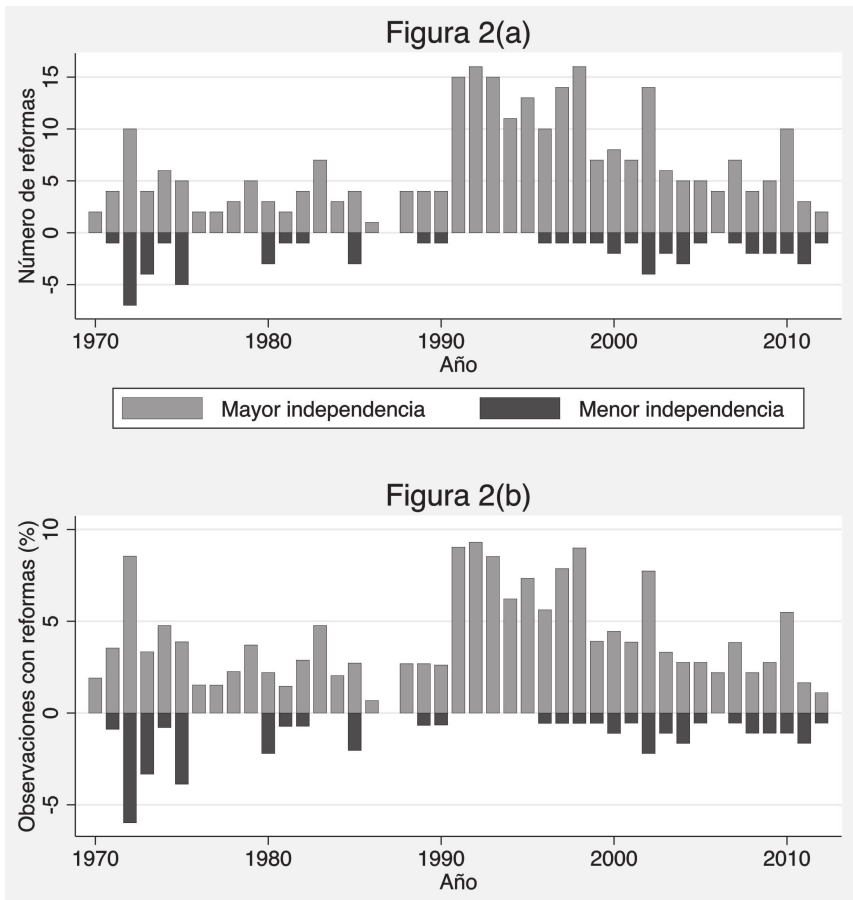 Figura 2(a)
Número de reformas
15
10
5
0
-5
1970
1980
1990
2000
2010
Año
Mayor independencia
Menor independencia
Figura 2(b)
Observaciones con reformas (%)
10
5
0
-5
1970
1980
1990
2000
2010
Año